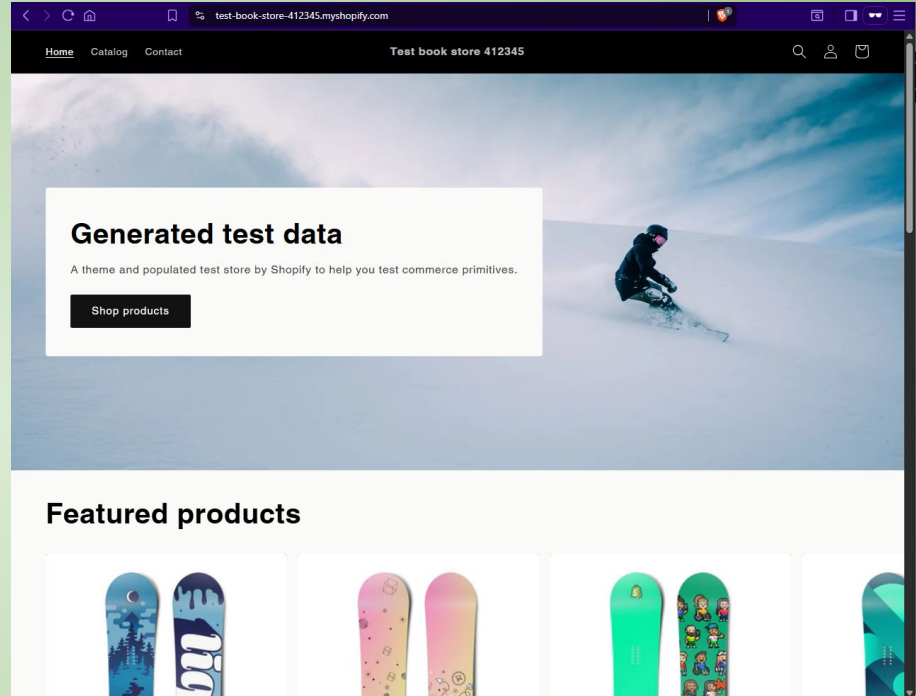 test-book-store-412345.myshopify.com
Home Catalog Contact Test book store 412345
Generated test data
A theme and populated test store by Shopify to help you test commerce primitives.
Shop products
Featured products